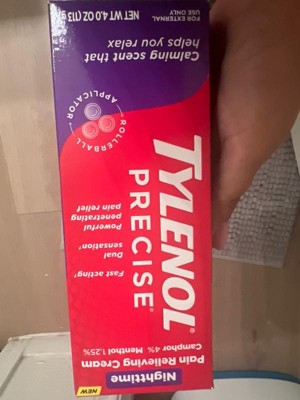 NEW
Nighttime
Pain Relieving Cream
Camphor 4% Menthol 1.25%
TYLENOL®
PRECISE®
Fast acting,†
Dual
sensation,†
Powerful
penetrating
pain relief
ROLLERBALL
APPLICATOR
Calming scent that
helps you relax
FOR EXTERNAL
USE ONLY
NET WT 4.0 OZ (113